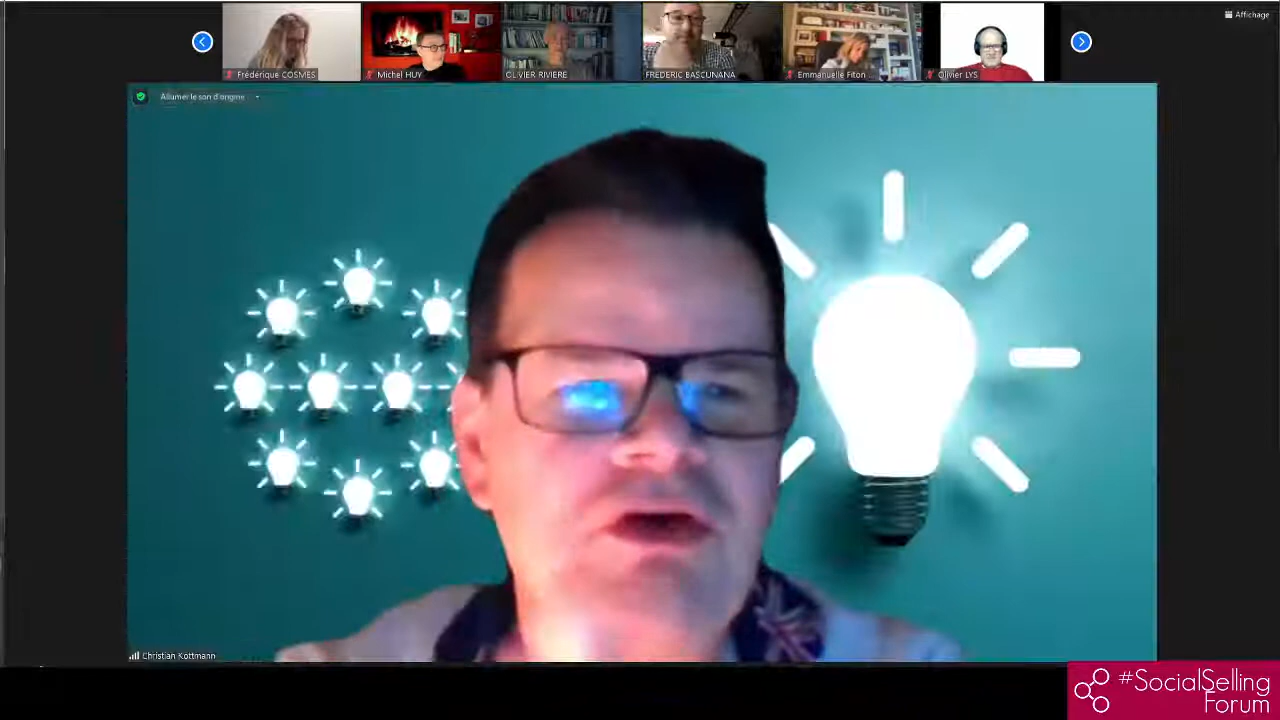 Affichage
Frédérique COSMES
Michel HUY
OLIVIER RIVIERE
FREDERIC BASCUNANA
Emmanuelle Fiton ...
Olivier LYS
Allumer le son d'origine
Christian Kottmann
#SocialSelling
Forum